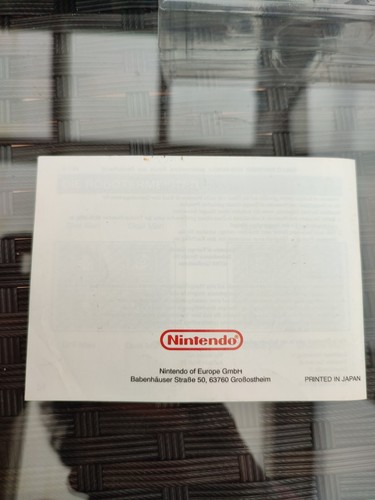 Nintendo®
Nintendo of Europe GmbH
Babenhäuser Straße 50, 63760 Großostheim
PRINTED IN JAPAN